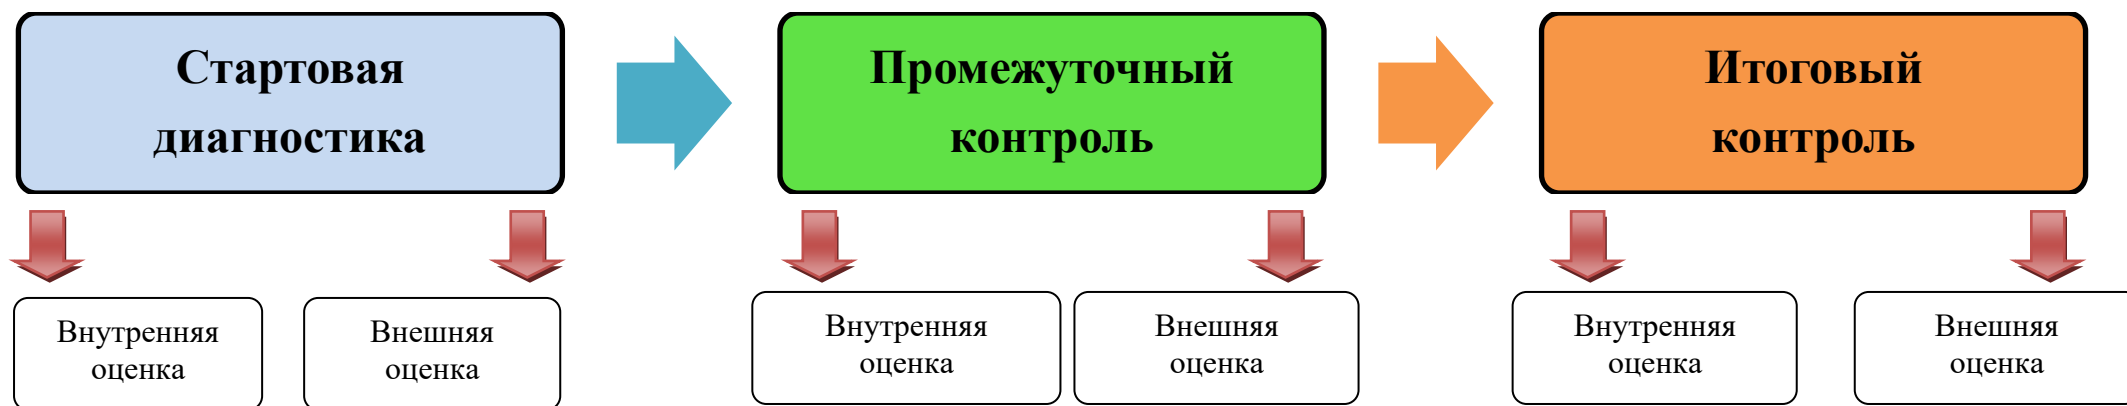 Стартовая
диагностика
Промежуточный
контроль
Итоговый
контроль
Внутренняя
оценка
Внешняя
оценка
Внутренняя
оценка
Внешняя
оценка
Внутренняя
оценка
Внешняя
оценка